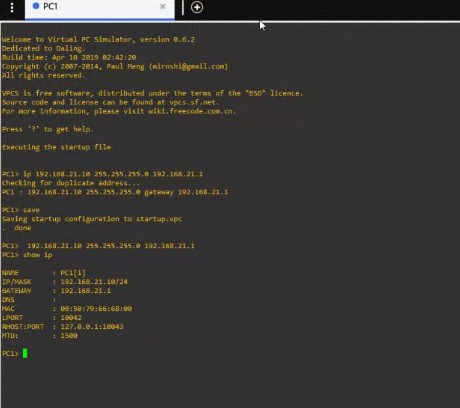 PC1
Welcome to Virtual PC Simulator, version 0.6.2
Dedicated to Daling.
Build time: Apr 10 2019 02:42:20
Copyright (c) 2007-2014, Paul Meng (mirnshi@gmail.com)
All rights reserved.
VPCS is free software, distributed under the terms of the "BSD" licence.
Source code and license can be found at vpcs.sf.net.
For more information, please visit wiki.freecode.com.cn.
Press '?' to get help.
Executing the startup file
PC1> ip 192.168.21.10 255.255.255.0 192.168.21.1
Checking for duplicate address...
PC1 : 192.168.21.10 255.255.255.0 gateway 192.168.21.1
PC1> save
Saving startup configuration to startup.vpc
. done
PC1> 192.168.21.10 255.255.255.0 192.168.21.1
PC1> show ip
NAME : PC1[1]
IP/MASK : 192.168.21.10/24
GATEWAY : 192.168.21.1
DNS :
MAC : 00:50:79:66:68:00
LPORT : 10042
RHOST:PORT : 127.0.0.1:10043
MTU: : 1500
PC1>